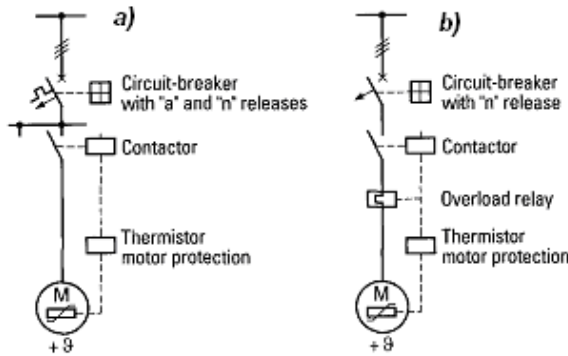 a)
Circuit-breaker
with "a" and "n" releases
Contactor
Thermistor
motor protection
M
+ϑ
b)
Circuit-breaker
with "n" release
Contactor
Overload relay
Thermistor
motor protection
M
+ϑ